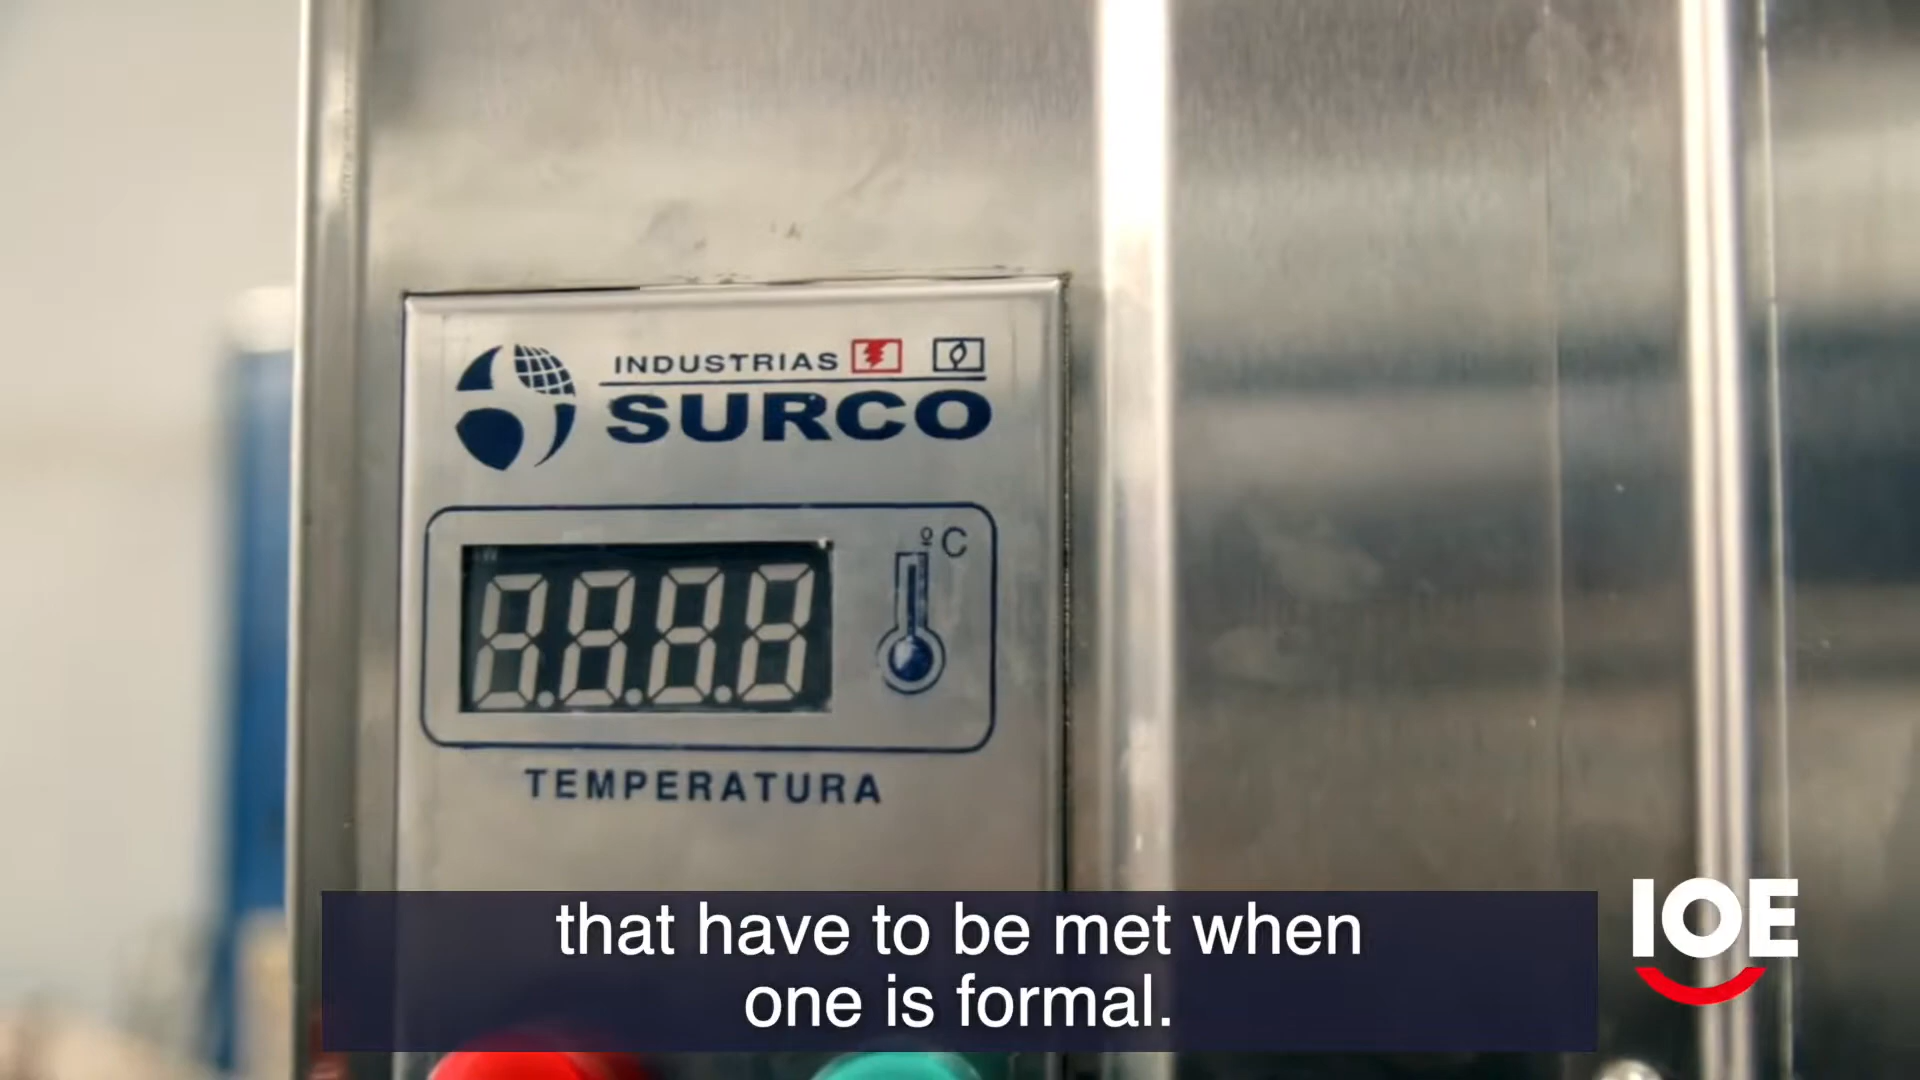 INDUSTRIAS
SURCO
ºC
TEMPERATURA
that have to be met when
one is formal.
IOE